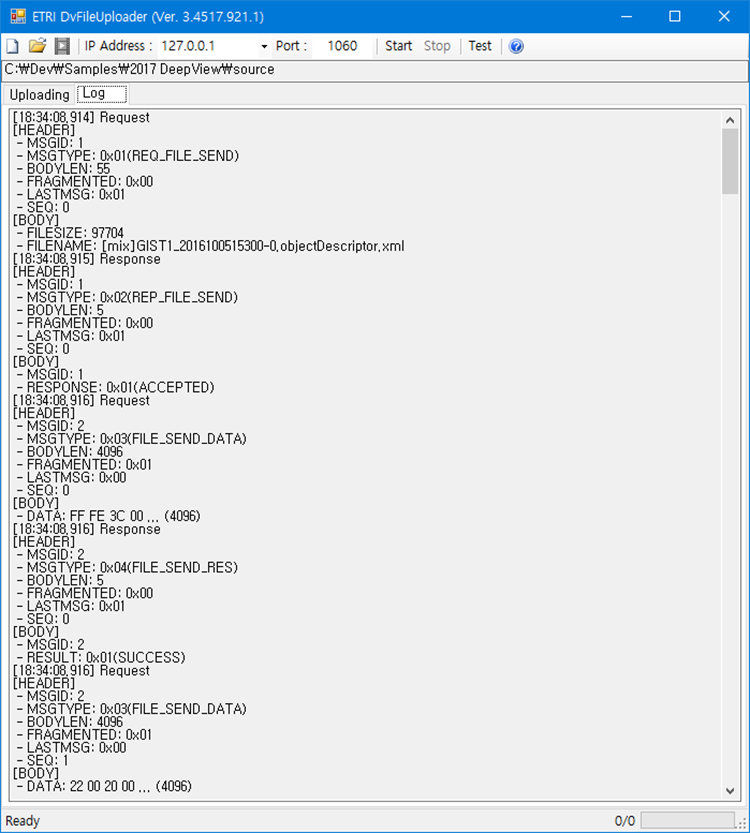 ETRI DvFileUploader (Ver. 3.4517.921.1)
IP Address : 127.0.0.1 Port : 1060 Start Stop Test
C:₩Dev₩Samples₩2017 DeepView₩source
Uploading Log
[18:34:08,914] Request
[HEADER]
- MSGID: 1
- MSGTYPE: 0x01(REQ_FILE_SEND)
- BODYLEN: 55
- FRAGMENTED: 0x00
- LASTMSG: 0x01
- SEQ: 0
[BODY]
- FILESIZE: 97704
- FILENAME: [mix]GIST1_2016100515300-0.objectDescriptor.xml
[18:34:08,915] Response
[HEADER]
- MSGID: 1
- MSGTYPE: 0x02(REP_FILE_SEND)
- BODYLEN: 5
- FRAGMENTED: 0x00
- LASTMSG: 0x01
- SEQ: 0
[BODY]
- MSGID: 1
- RESPONSE: 0x01(ACCEPTED)
[18:34:08,916] Request
[HEADER]
- MSGID: 2
- MSGTYPE: 0x03(FILE_SEND_DATA)
- BODYLEN: 4096
- FRAGMENTED: 0x01
- LASTMSG: 0x00
- SEQ: 0
[BODY]
- DATA: FF FE 3C 00 ... (4096)
[18:34:08,916] Response
[HEADER]
- MSGID: 2
- MSGTYPE: 0x04(FILE_SEND_RES)
- BODYLEN: 5
- FRAGMENTED: 0x00
- LASTMSG: 0x01
- SEQ: 0
[BODY]
- MSGID: 2
- RESULT: 0x01(SUCCESS)
[18:34:08,916] Request
[HEADER]
- MSGID: 2
- MSGTYPE: 0x03(FILE_SEND_DATA)
- BODYLEN: 4096
- FRAGMENTED: 0x01
- LASTMSG: 0x00
- SEQ: 1
[BODY]
- DATA: 22 00 20 00 ... (4096)
Ready 0/0